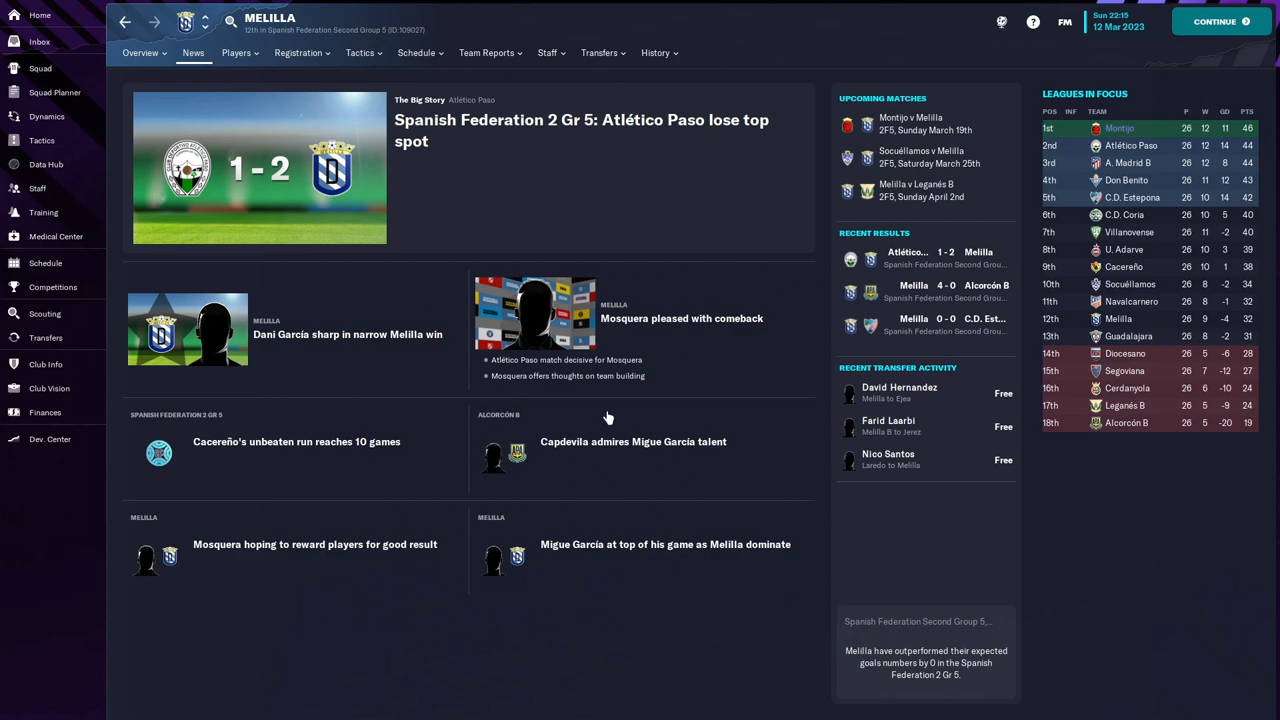 Home
Inbox
Squad
Squad Planner
Dynamics
Tactics
Data Hub
Staff
Training
Medical Center
Schedule
Competitions
Scouting
Transfers
Club Info
Club Vision
Finances
Dev. Center
MELILLA
12th in Spanish Federation Second Group 5 (ID:109027)
FM
Sun 22:15
12 Mar 2023
CONTINUE
Overview
News
Players
Registration
Tactics
Schedule
Team Reports
Staff
Transfers
History
1 - 2
The Big Story Atlético Paso
Spanish Federation 2 Gr 5: Atlético Paso lose top
spot
MELILLA
Dani García sharp in narrow Melilla win
MELILLA
Mosquera pleased with comeback
Atlético Paso match decisive for Mosquera
Mosquera offers thoughts on team building
SPANISH FEDERATION 2 GR 5
Cacereño's unbeaten run reaches 10 games
ALCORCÓN B
Capdevila admires Migue García talent
MELILLA
Mosquera hoping to reward players for good result
MELILLA
Migue García at top of his game as Melilla dominate
UPCOMING MATCHES
Montijo v Melilla
2F5, Sunday March 19th
Socuéllamos v Melilla
2F5, Saturday March 25th
Melilla v Leganés B
2F5, Sunday April 2nd
RECENT RESULTS
Atlético... 1 - 2 Melilla
Spanish Federation Second Grou...
Melilla 4 - 0 Alcorcón B
Spanish Federation Second Grou...
Melilla 0 - 0 C.D. Est...
Spanish Federation Second Grou...
RECENT TRANSFER ACTIVITY
David Hernandez Free
Melilla to Ejea
Farid Laarbi Free
Melilla B to Jerez
Nico Santos Free
Laredo to Melilla
Spanish Federation Second Group 5,...
Melilla have outperformed their expected
goals numbers by 0 in the Spanish
Federation 2 Gr 5.
LEAGUES IN FOCUS
POS INF TEAM P W GD PTS
1st Montijo 26 12 11 46
2nd Atlético Paso 26 12 14 44
3rd A. Madrid B 26 12 8 44
4th Don Benito 26 11 12 43
5th C.D. Estepona 26 10 14 42
6th C.D. Coria 26 10 5 40
7th Villanovense 26 11 -2 40
8th U. Adarve 26 10 3 39
9th Cacereño 26 10 1 38
10th Socuéllamos 26 8 -2 34
11th Navalcarnero 26 8 -1 32
12th Melilla 26 9 -4 32
13th Guadalajara 26 8 -2 31
14th Diocesano 26 5 -6 28
15th Segoviana 26 7 -12 27
16th Cerdanyola 26 6 -10 24
17th Leganés B 26 5 -9 24
18th Alcorcón B 26 5 -20 19